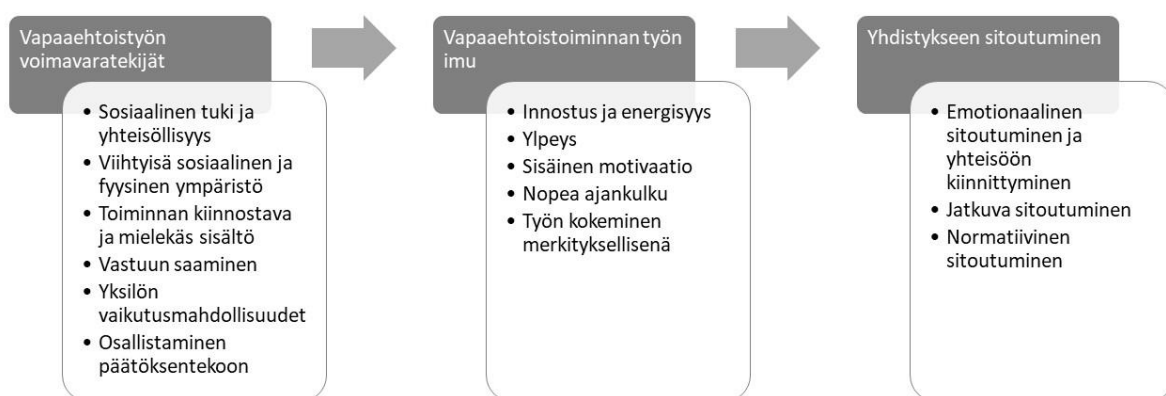 Vapaaehtoistyön
voimavaratekijät
• Sosiaalinen tuki ja
yhteisöllisyys
• Viihtyisä sosiaalinen ja
fyysinen ympäristö
• Toiminnan kiinnostava
ja mielekäs sisältö
• Vastuun saaminen
• Yksilön
vaikutusmahdollisuudet
• Osallistaminen
päätöksentekoon
Vapaaehtoistoiminnan työn
imu
• Innostus ja energisyys
• Ylpeys
• Sisäinen motivaatio
• Nopea ajankulku
• Työn kokeminen
merkityksellisenä
Yhdistykseen sitoutuminen
• Emotionaalinen
sitoutuminen ja
yhteisöön
kiinnittyminen
• Jatkuva sitoutuminen
• Normatiivinen
sitoutuminen